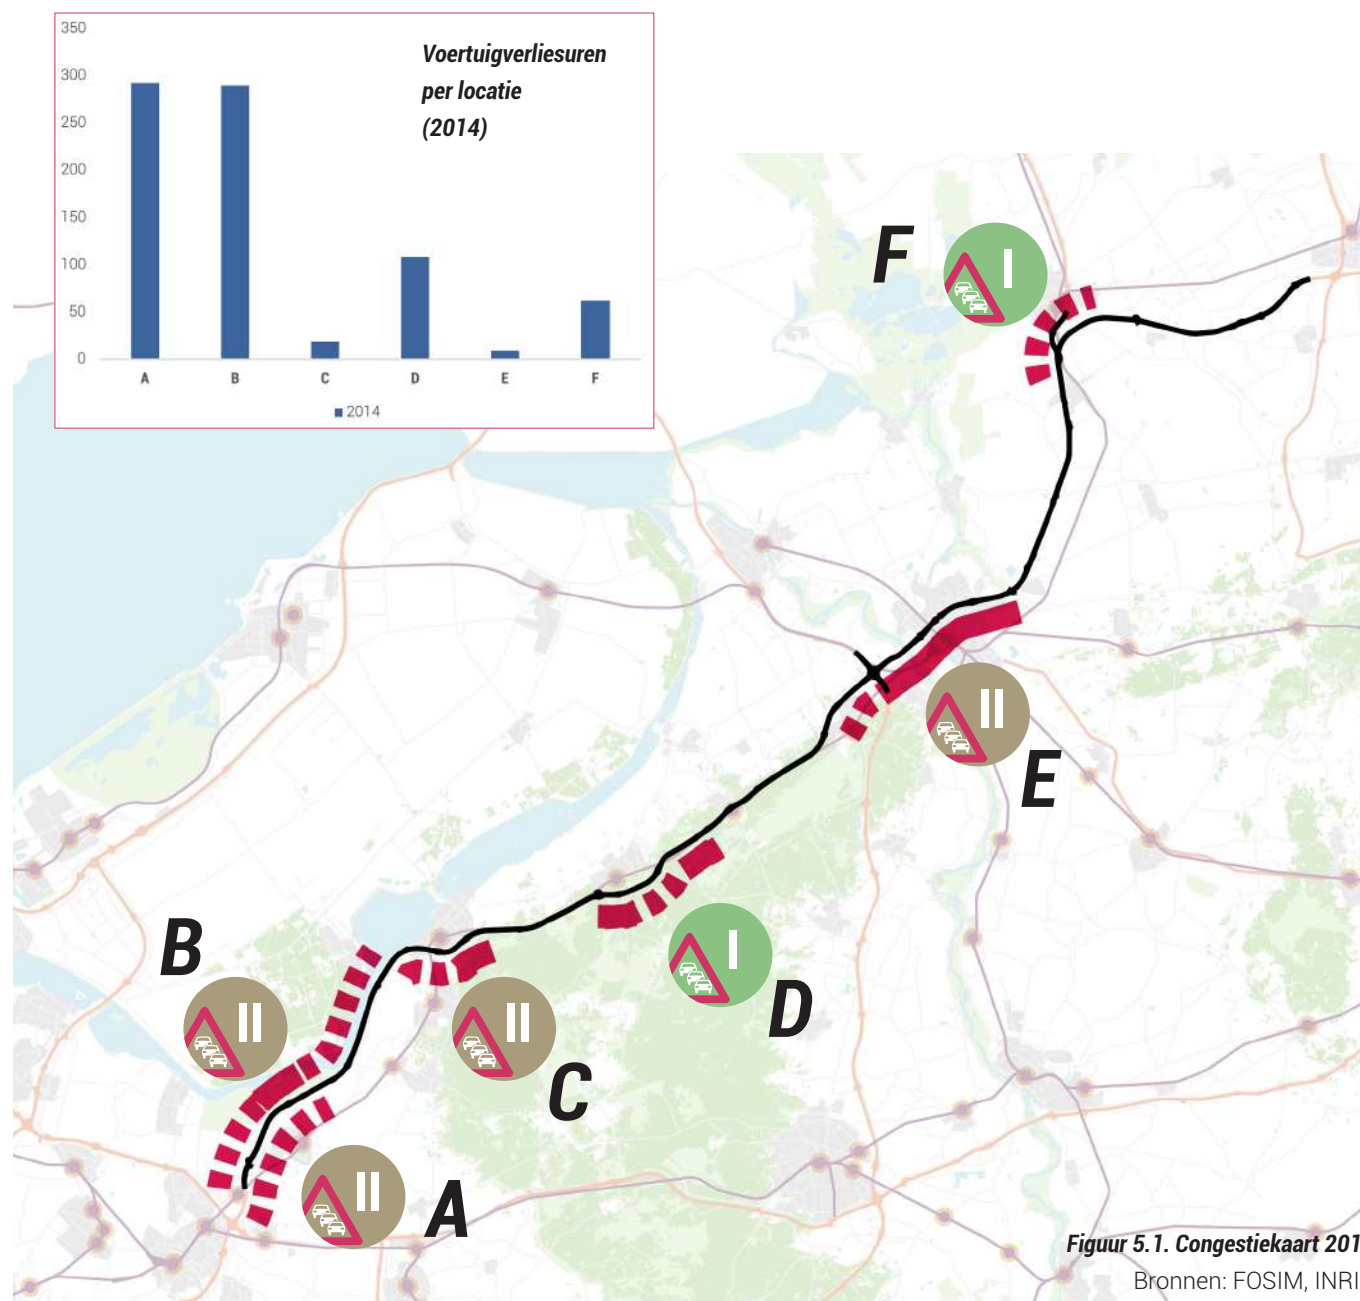 350
300
250
200
150
100
50
0
Voertuigverliesuren
per locatie
(2014)
A
B
C
D
E
F
2014
F
I
II
E
I
D
B
II
II
C
II
A
Figuur 5.1. Congestiekaart 201
Bronnen: FOSIM, INRI